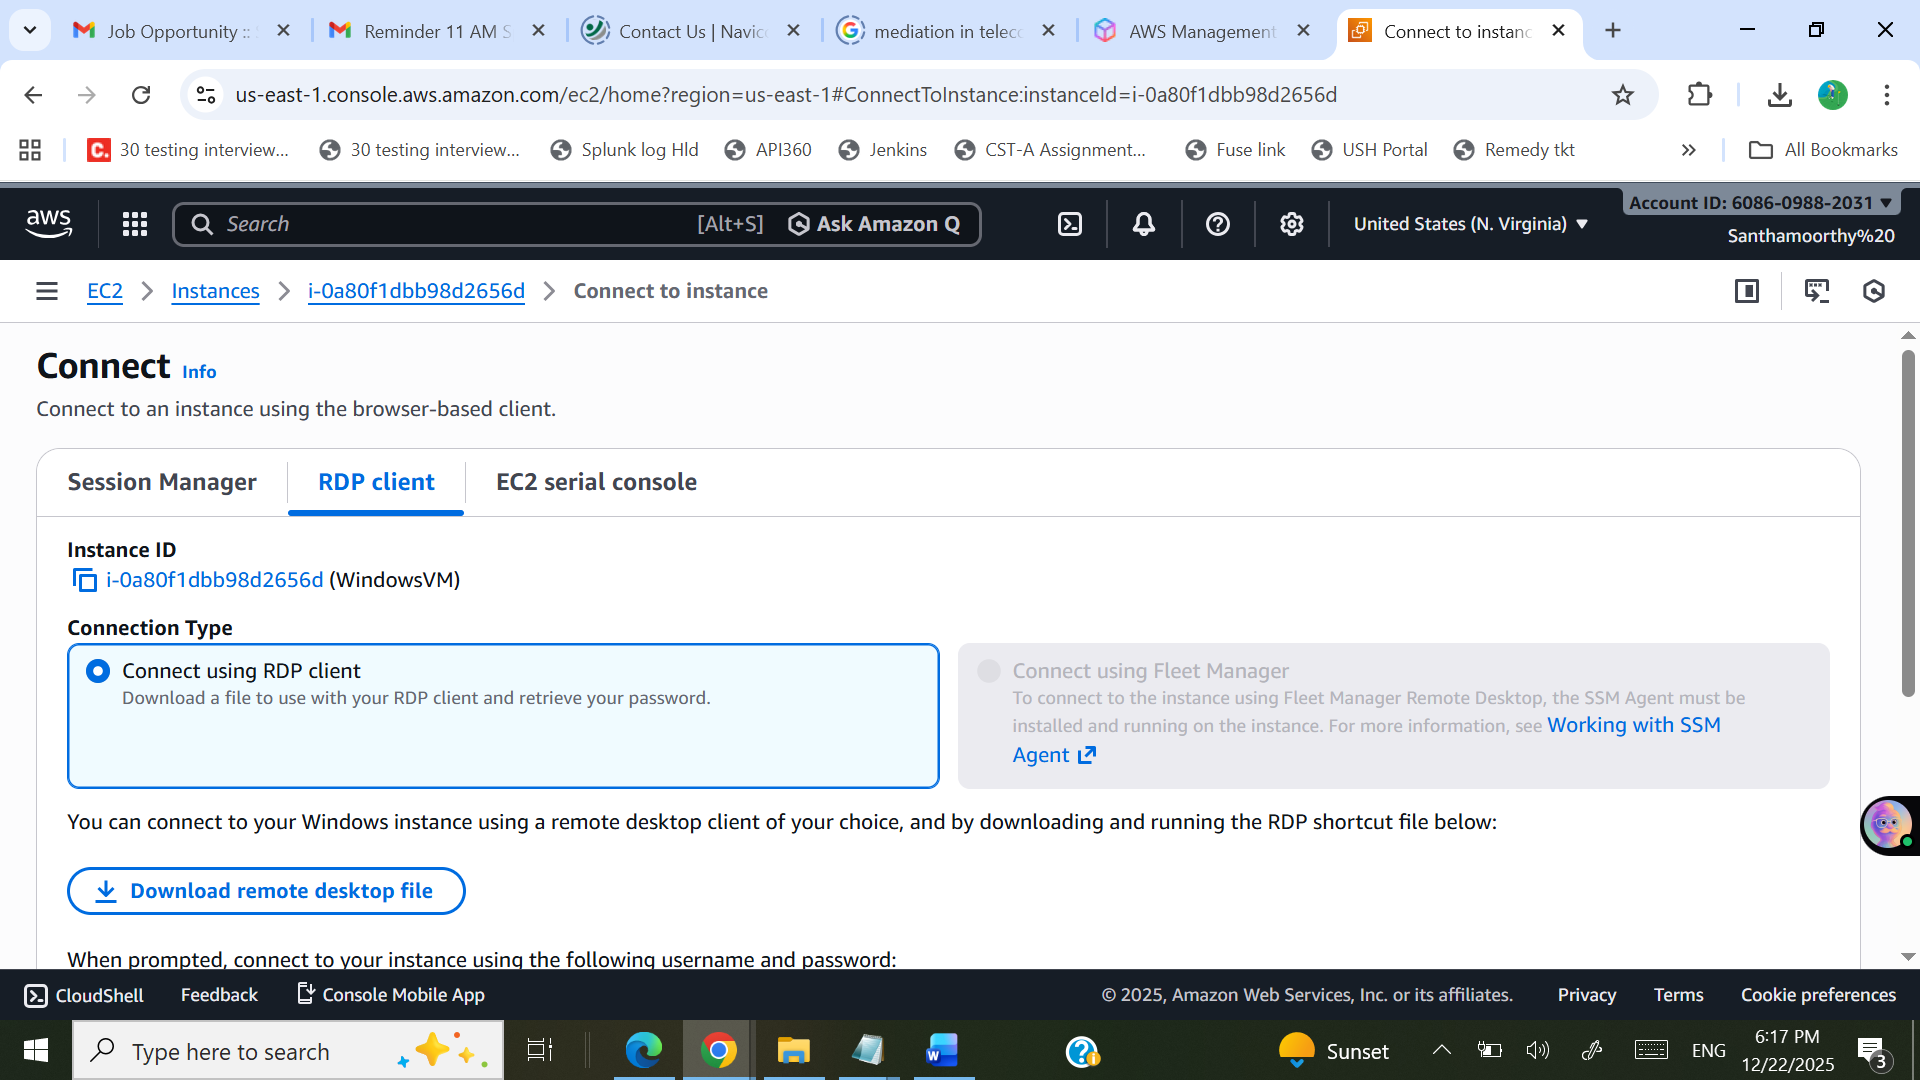 Job Opportunity ::
Reminder 11 AM S
Contact Us | Navic
mediation in telec
AWS Management
Connect to instanc
us-east-1.console.aws.amazon.com/ec2/home?region=us-east-1#ConnectToInstance:instanceId=i-0a80f1dbb98d2656d
C. 30 testing interview...
30 testing interview...
Splunk log Hld
API360
Jenkins
CST-A Assignment...
Fuse link
USH Portal
Remedy tkt
All Bookmarks
aws
Search
[Alt+S]
Ask Amazon Q
United States (N. Virginia)
Account ID: 6086-0988-2031
Santhamoorthy%20
EC2
Instances
i-0a80f1dbb98d2656d
Connect to instance
Connect Info
Connect to an instance using the browser-based client.
Session Manager
RDP client
EC2 serial console
Instance ID
i-0a80f1dbb98d2656d (WindowsVM)
Connection Type
Connect using RDP client
Download a file to use with your RDP client and retrieve your password.
Connect using Fleet Manager
To connect to the instance using Fleet Manager Remote Desktop, the SSM Agent must be
installed and running on the instance. For more information, see Working with SSM
Agent
You can connect to your Windows instance using a remote desktop client of your choice, and by downloading and running the RDP shortcut file below:
Download remote desktop file
When prompted, connect to your instance using the following username and password:
CloudShell
Feedback
Console Mobile App
© 2025, Amazon Web Services, Inc. or its affiliates.
Privacy
Terms
Cookie preferences
Type here to search
Sunset
ENG
6:17 PM
12/22/2025
3